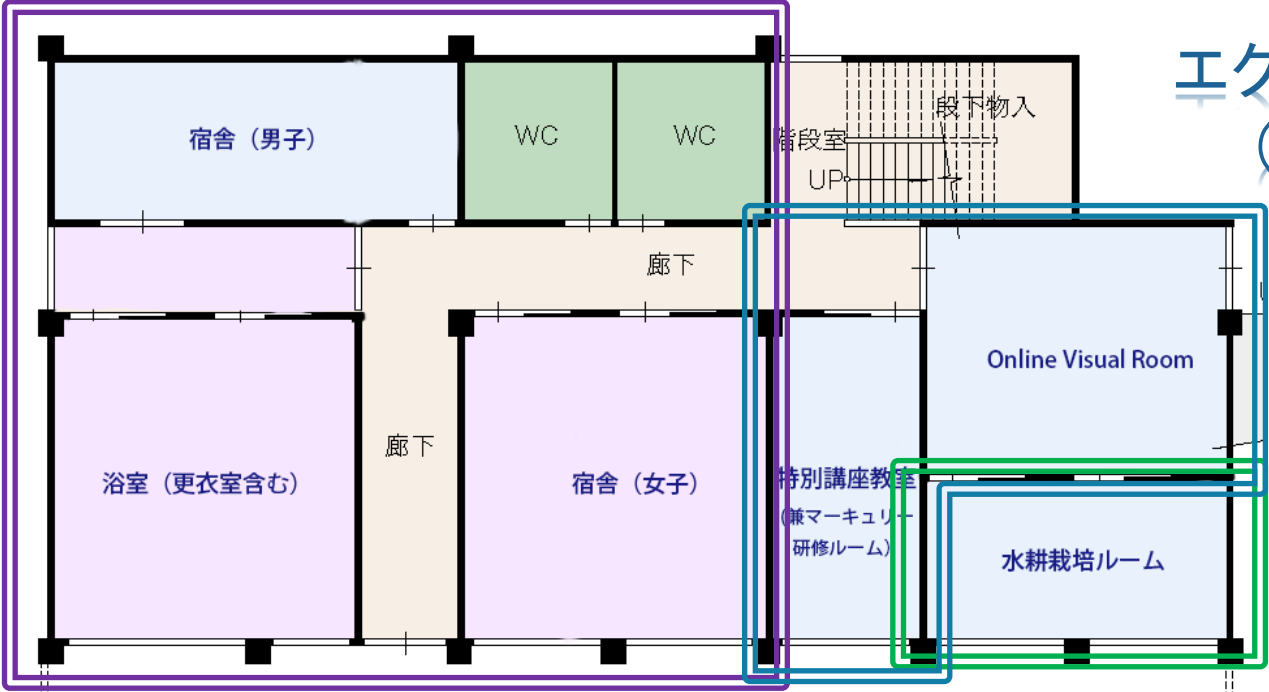 エク
(
宿舎（男子）
WC
WC
段下物入
階段室
UP
廊下
Online Visual Room
廊下
浴室（更衣室含む）
宿舎（女子）
特別講座教室
(兼マーキュリー
研修ルーム)
水耕栽培ルーム